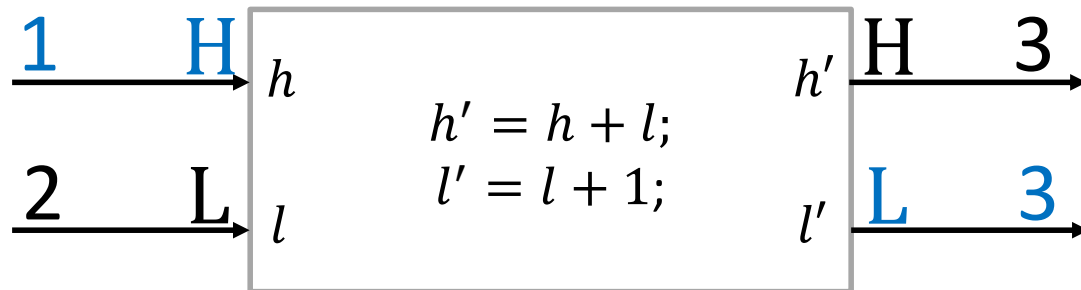 1 H h h′ H 3
h′ = h + l;
l′ = l + 1;
2 L l l′ L 3